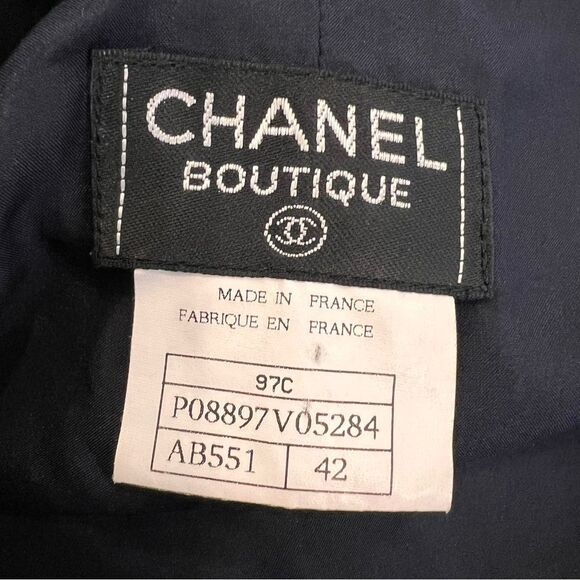 CHANEL
BOUTIQUE
MADE IN FRANCE
FABRIQUE EN FRANCE
97C
P08897V05284
AB551 42